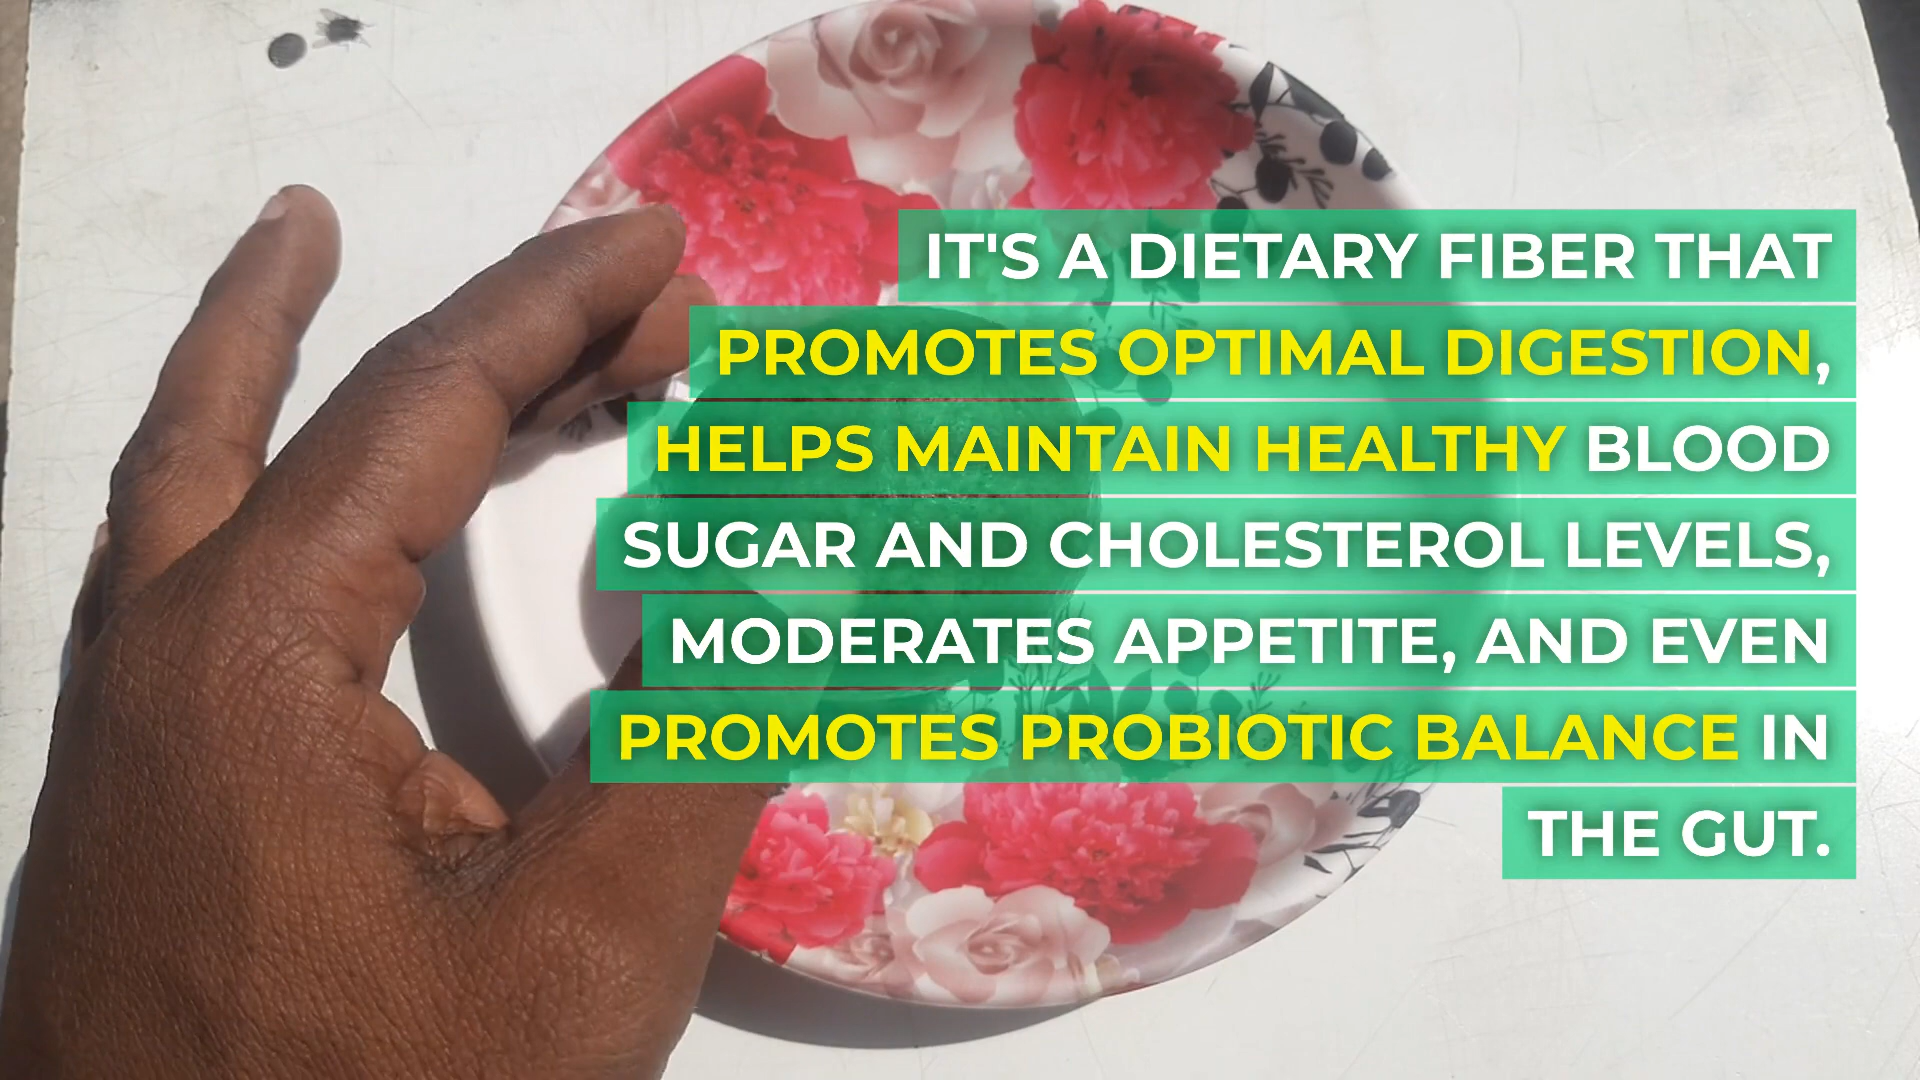 IT'S A DIETARY FIBER THAT
PROMOTES OPTIMAL DIGESTION,
HELPS MAINTAIN HEALTHY BLOOD
SUGAR AND CHOLESTEROL LEVELS,
MODERATES APPETITE, AND EVEN
PROMOTES PROBIOTIC BALANCE IN
THE GUT.